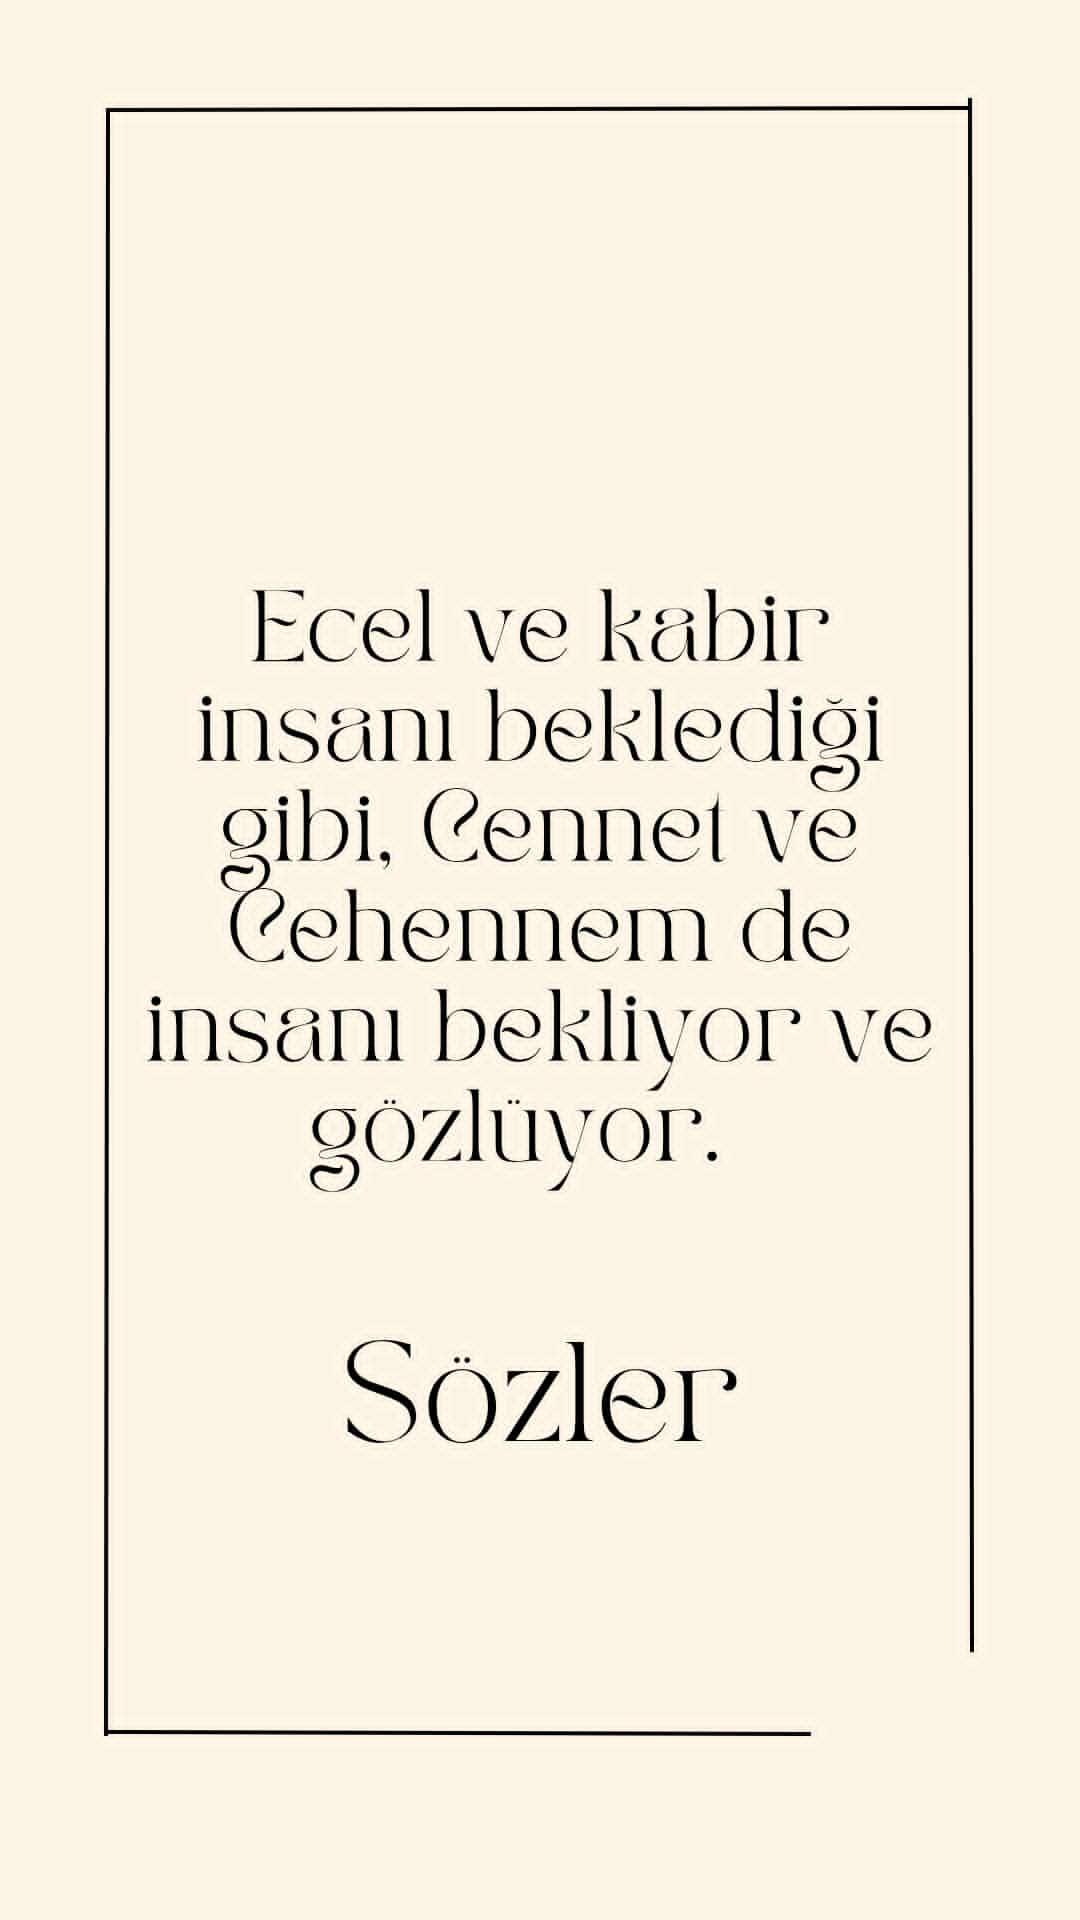 Ecel ve kabir
insanı beklediği
gibi, Cennet ve
Cehennem de
insanı bekliyor ve
gözlüyor.
Sözler